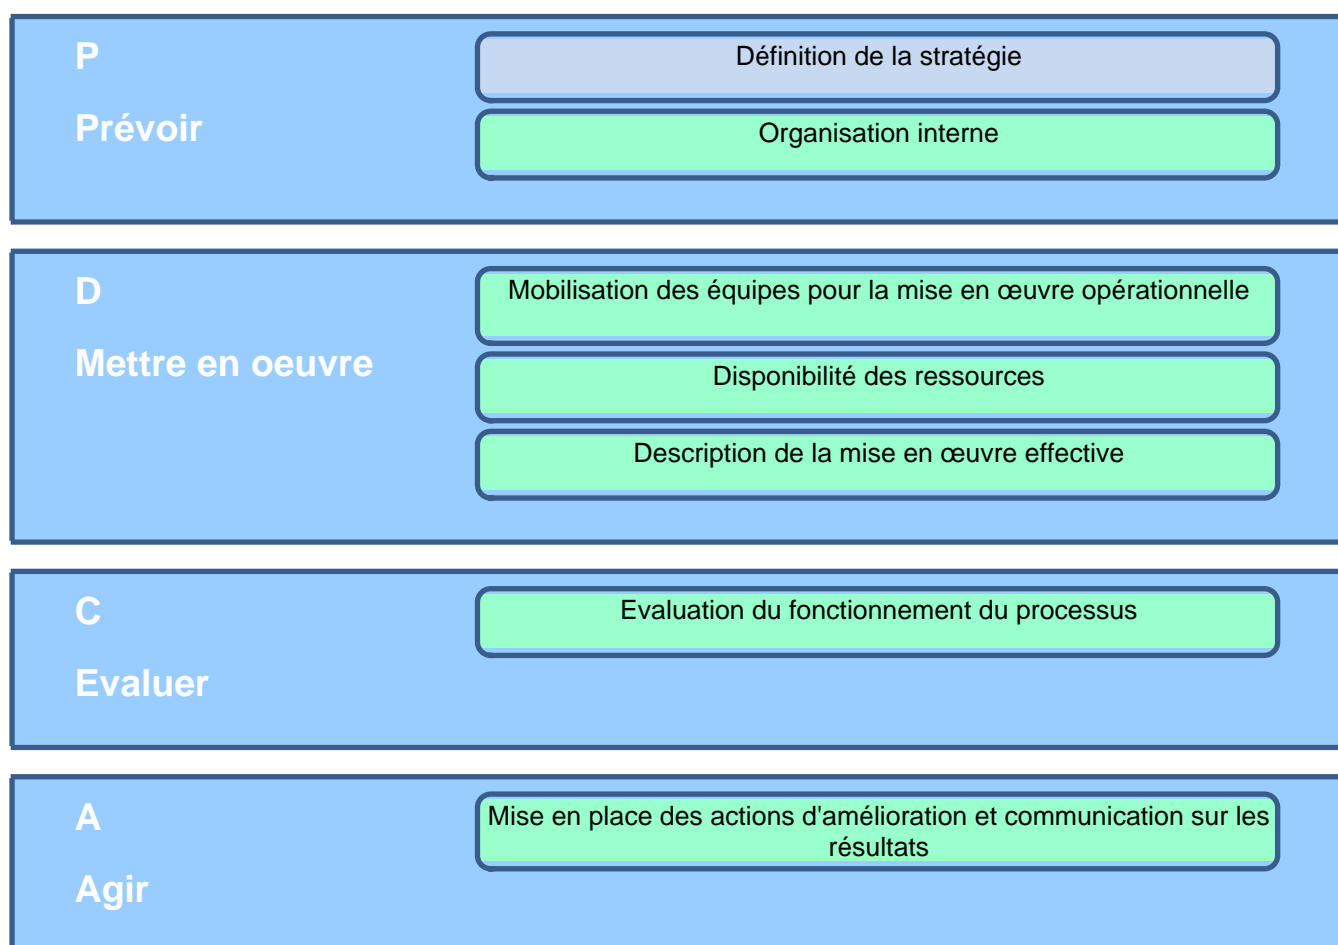 P
Prévoir
Définition de la stratégie
Organisation interne
D
Mettre en oeuvre
Mobilisation des équipes pour la mise en œuvre opérationnelle
Disponibilité des ressources
Description de la mise en œuvre effective
C
Evaluer
Evaluation du fonctionnement du processus
A
Agir
Mise en place des actions d'amélioration et communication sur les
résultats